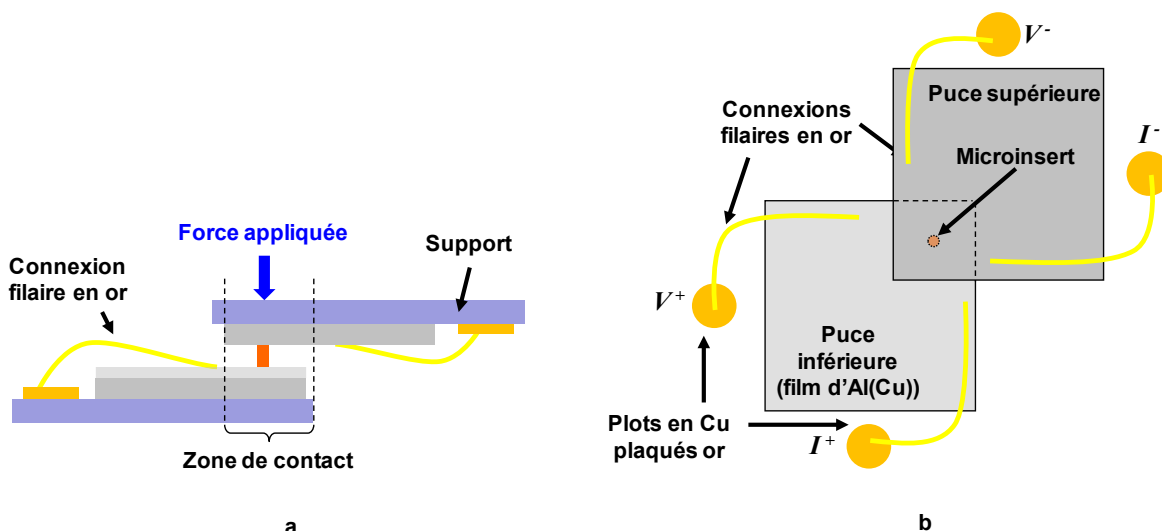 Force appliquée
Support
Connexion
filaire en or
Zone de contact
a
V-
Puce supérieure
Connexions
filaires en or
I-
Microinsert
V+
Puce
inférieure
(film d'Al(Cu))
Plots en Cu
plaqués or
I+
b